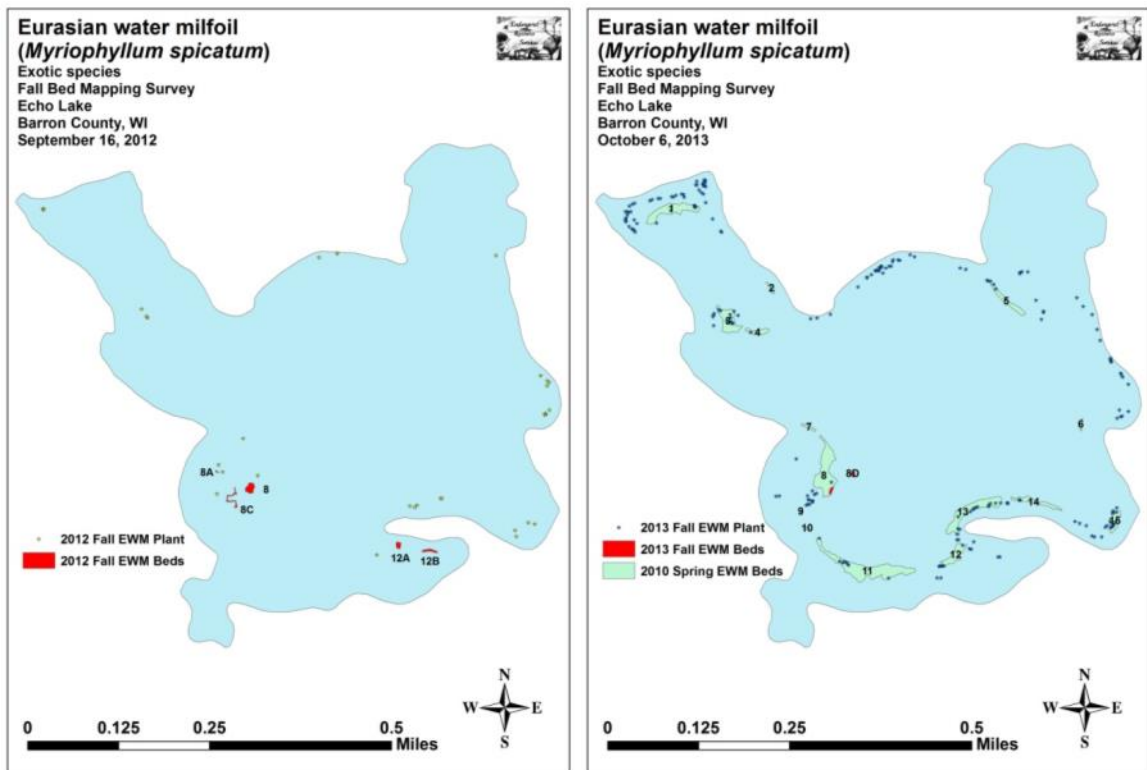 Eurasian water milfoil
(Myriophyllum spicatum)
Exotic species
Fall Bed Mapping Survey
Echo Lake
Barron County, WI
September 16, 2012
8A
8
8C
12A
12B
2012 Fall EWM Plant
2012 Fall EWM Beds
N
W
E
S
0
0.125
0.25
0.5
Miles
Eurasian water milfoil
(Myriophyllum spicatum)
Exotic species
Fall Bed Mapping Survey
Echo Lake
Barron County, WI
October 6, 2013
1
2
4
5
6
7
8
8D
9
10
11
12
13
14
15
2013 Fall EWM Plant
2013 Fall EWM Beds
2010 Spring EWM Beds
N
W
E
S
0
0.125
0.25
0.5
Miles